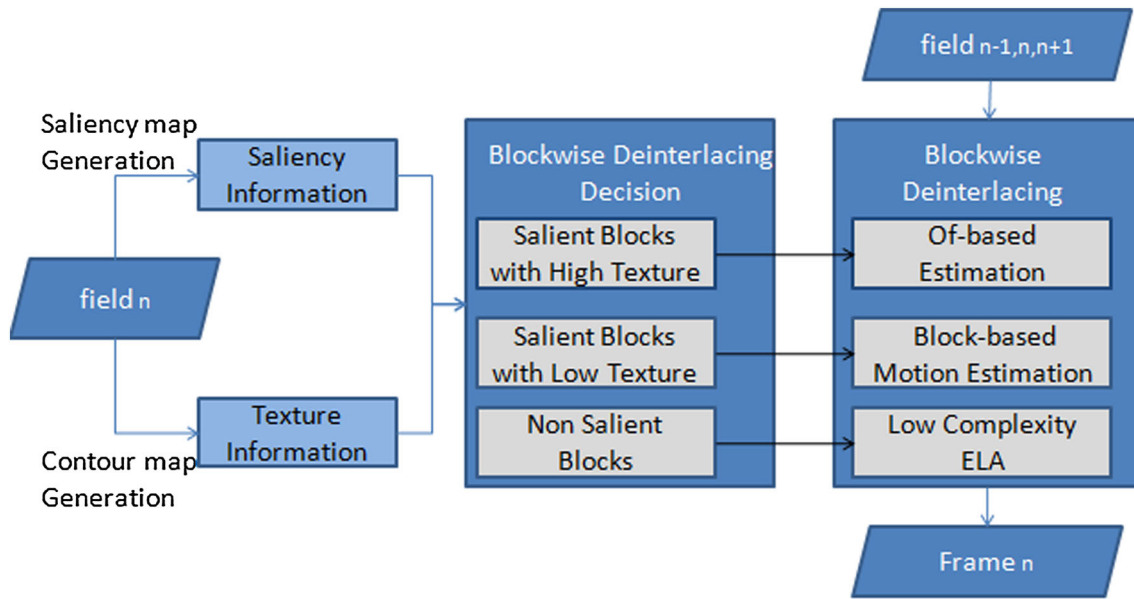 field n-1,n,n+1
Saliency map
Generation
Saliency
Information
field n
Texture
Information
Contour map
Generation
Blockwise Deinterlacing
Decision
Salient Blocks
with High Texture
Salient Blocks
with Low Texture
Non Salient
Blocks
Blockwise
Deinterlacing
Of-based
Estimation
Block-based
Motion Estimation
Low Complexity
ELA
Frame n